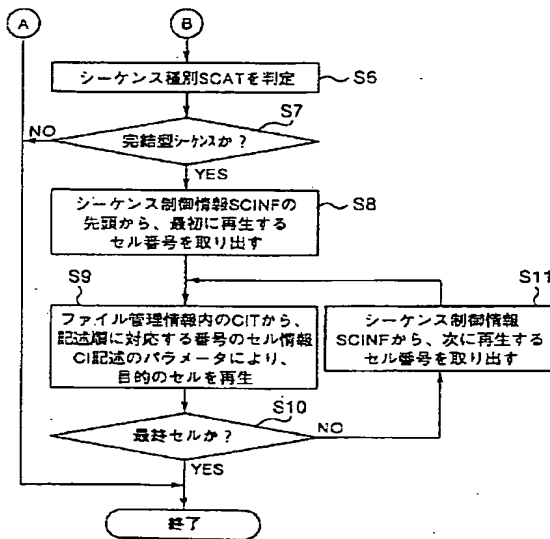 A
B
シーケンス種別SCATを判定
S6
NO
完結型シーケンスか？
S7
YES
シーケンス制御情報SCINFの
先頭から、最初に再生する
セル番号を取り出す
S8
S9
ファイル管理情報内のCITから、
記述順に対応する番号のセル情報
CI記述のパラメータにより、
目的のセルを再生
S11
シーケンス制御情報
SCINFから、次に再生する
セル番号を取り出す
S10
最終セルか？
NO
YES
終了